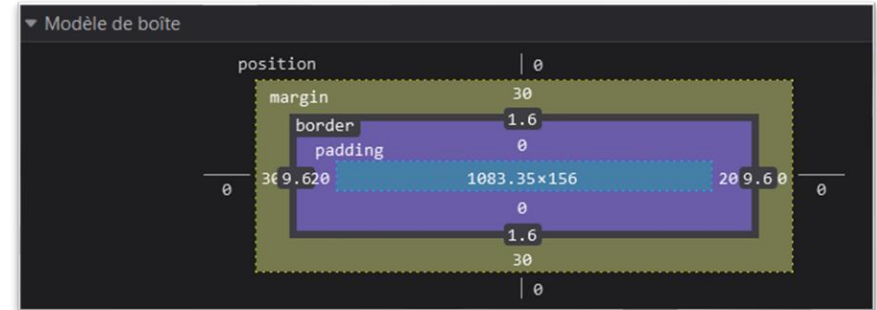 Modèle de boîte
position 0
margin 30
border 1.6
padding 0
0 30 9.6 20 1083.35×156 20 9.6 0 0
0
1.6
30
0